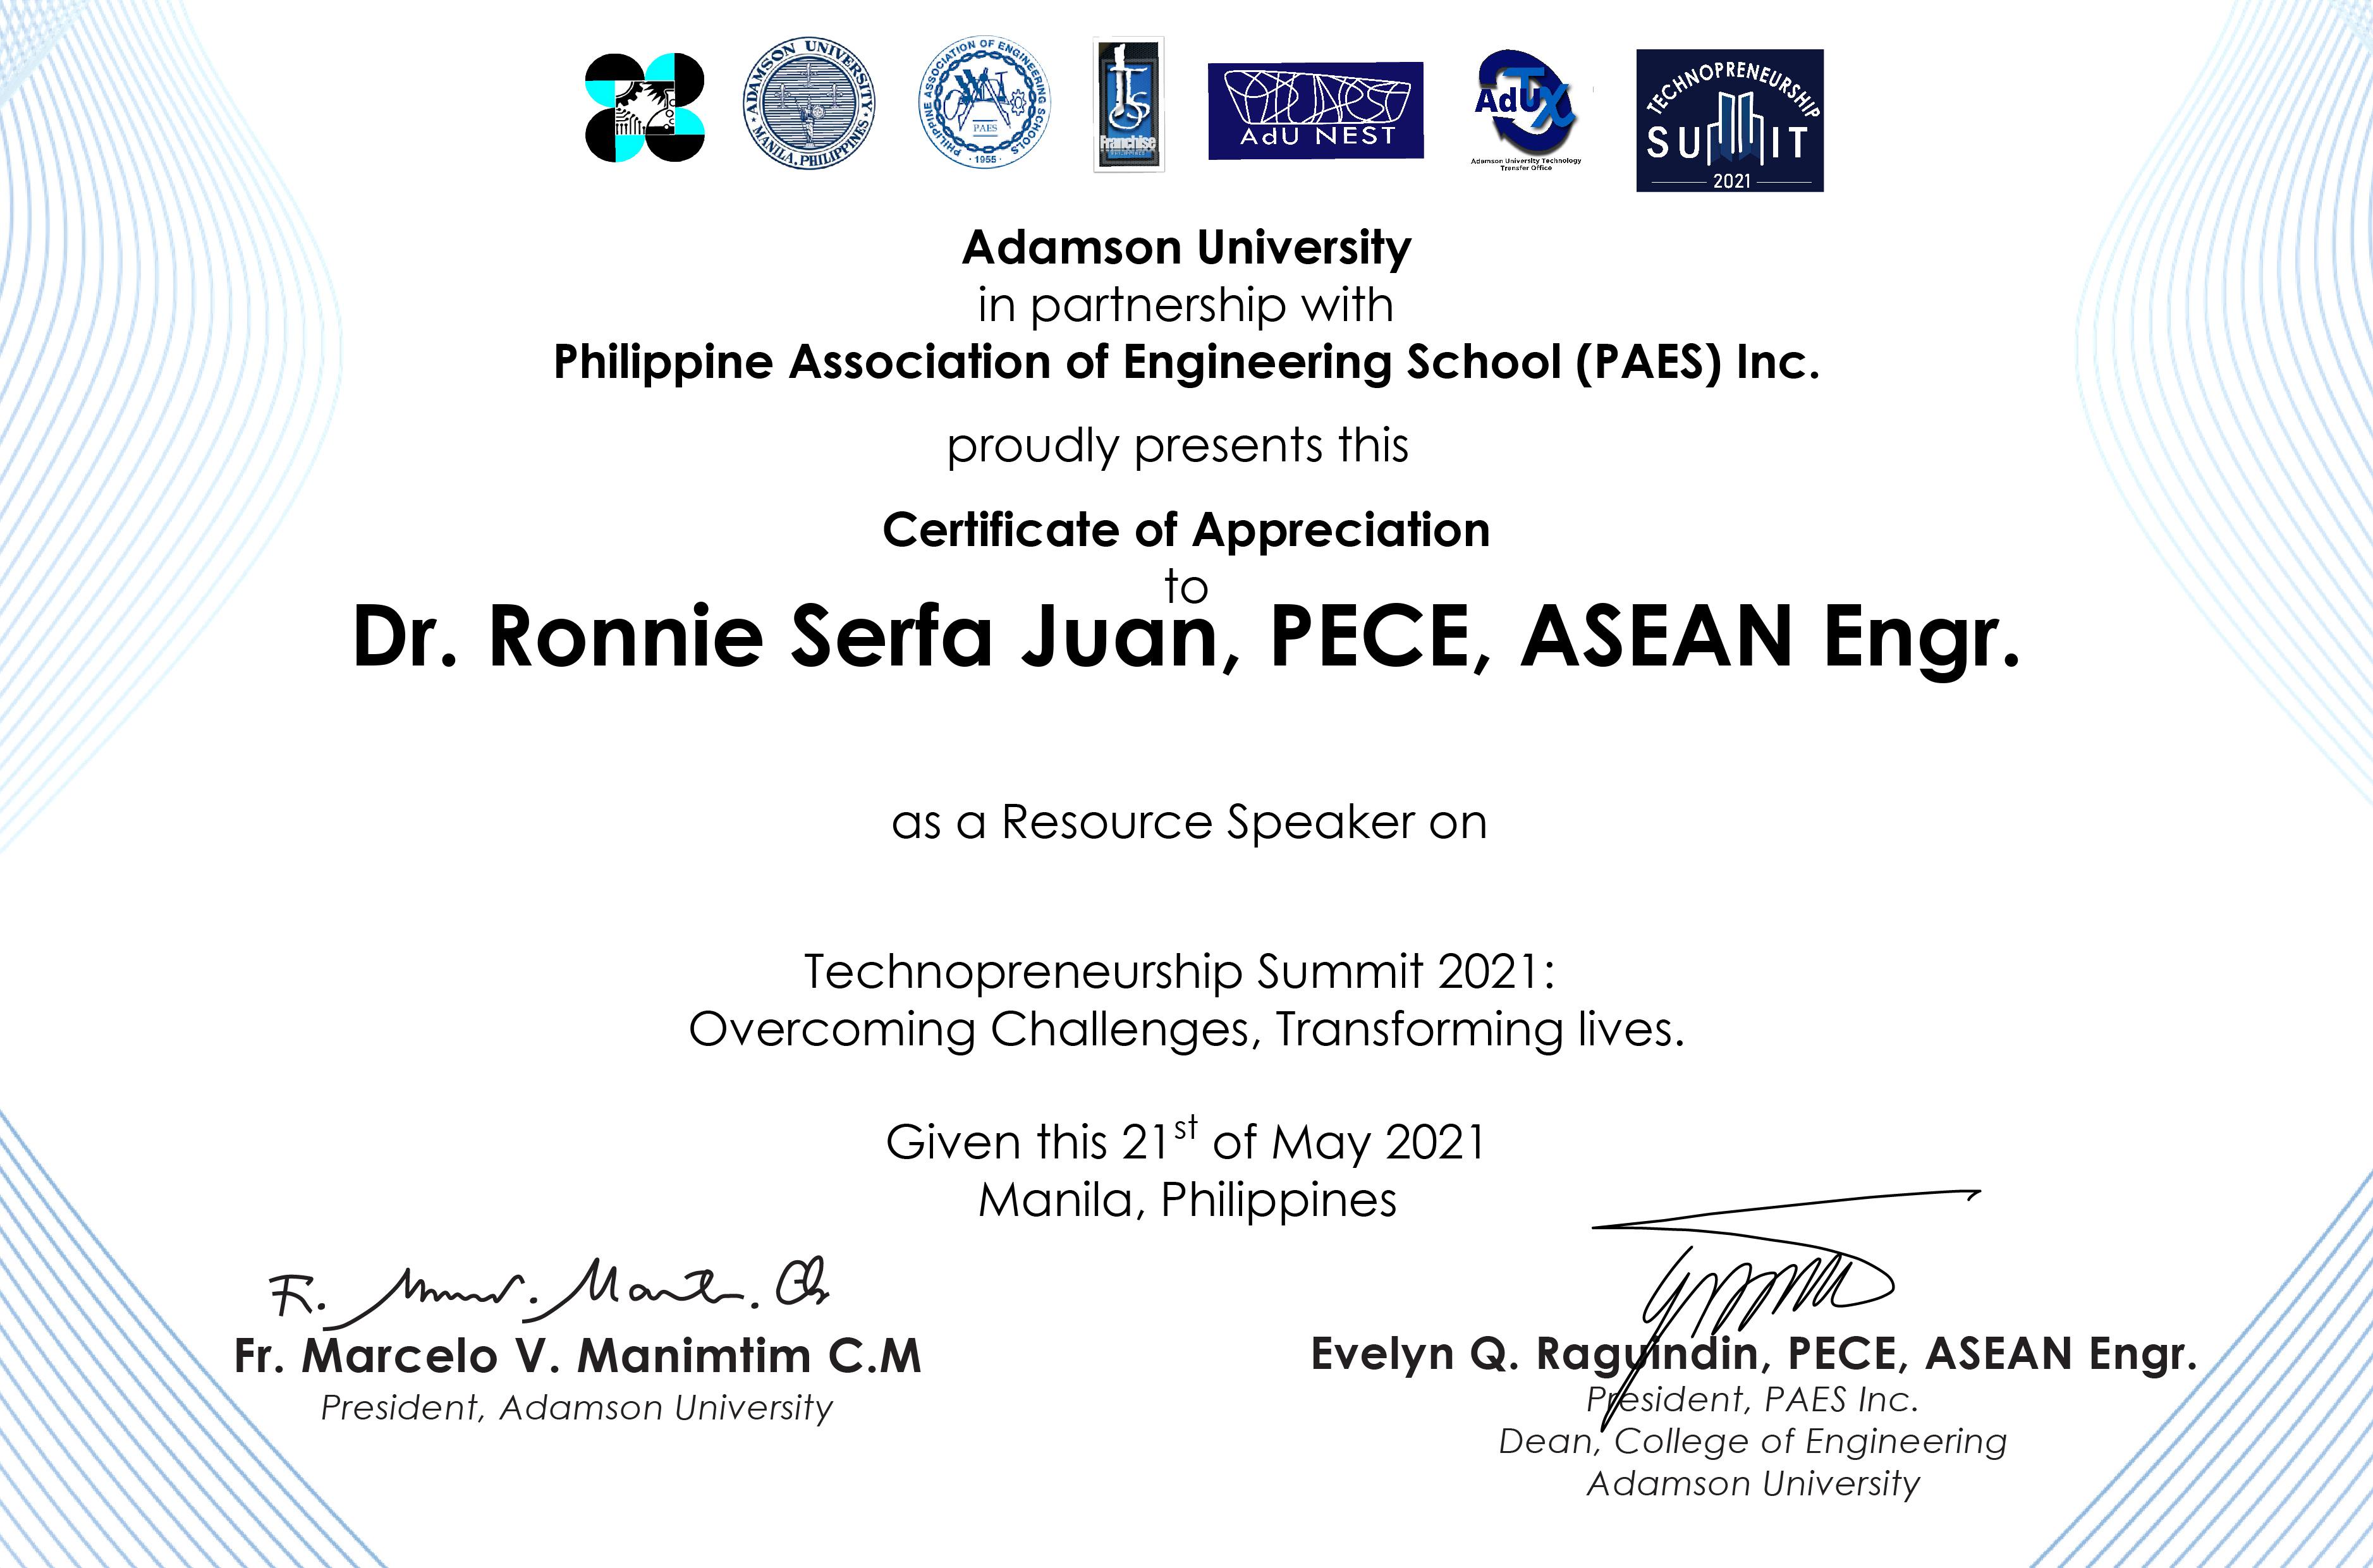 ADAMSON UNIVERSITY
MANILA, PHILIPPINES
PHILIPPINE ASSOCIATION OF ENGINEERING SCHOOLS
PAES
1955
Franchise
AdU NEST
AdUTX
Adamson University Technology
Transfer Office
TECHNOPRENEURSHIP
SUMMIT
2021
Adamson University
in partnership with
Philippine Association of Engineering School (PAES) Inc.
proudly presents this
Certificate of Appreciation
to
Dr. Ronnie Serfa Juan, PECE, ASEAN Engr.
as a Resource Speaker on
Technopreneurship Summit 2021:
Overcoming Challenges, Transforming lives.
Given this 21st of May 2021
Manila, Philippines
Fr. Marcelo V. Manimtim C.M
President, Adamson University
Evelyn Q. Raguindin, PECE, ASEAN Engr.
President, PAES Inc.
Dean, College of Engineering
Adamson University